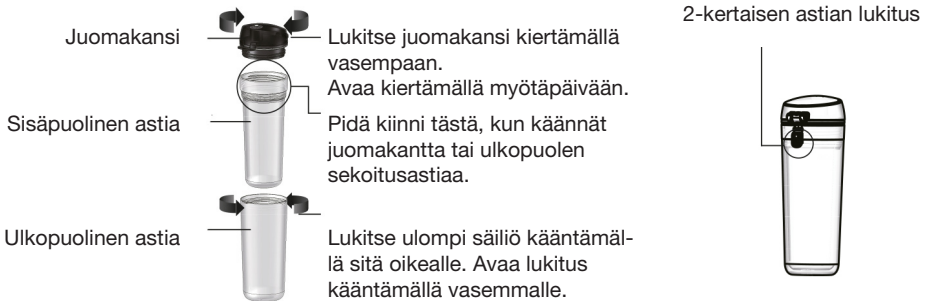 2-kertaisen astian lukitus
Juomakansi
Lukitse juomakansi kiertämällä
vasempaan.
Avaa kiertämällä myötäpäivään.
Sisäpuolinen astia
Pidä kiinni tästä, kun käännät
juomakantta tai ulkopuolen
sekoitusastiaa.
Ulkopuolinen astia
Lukitse ulompi säiliö kääntämäl-
lä sitä oikealle. Avaa lukitus
kääntämällä vasemmalle.